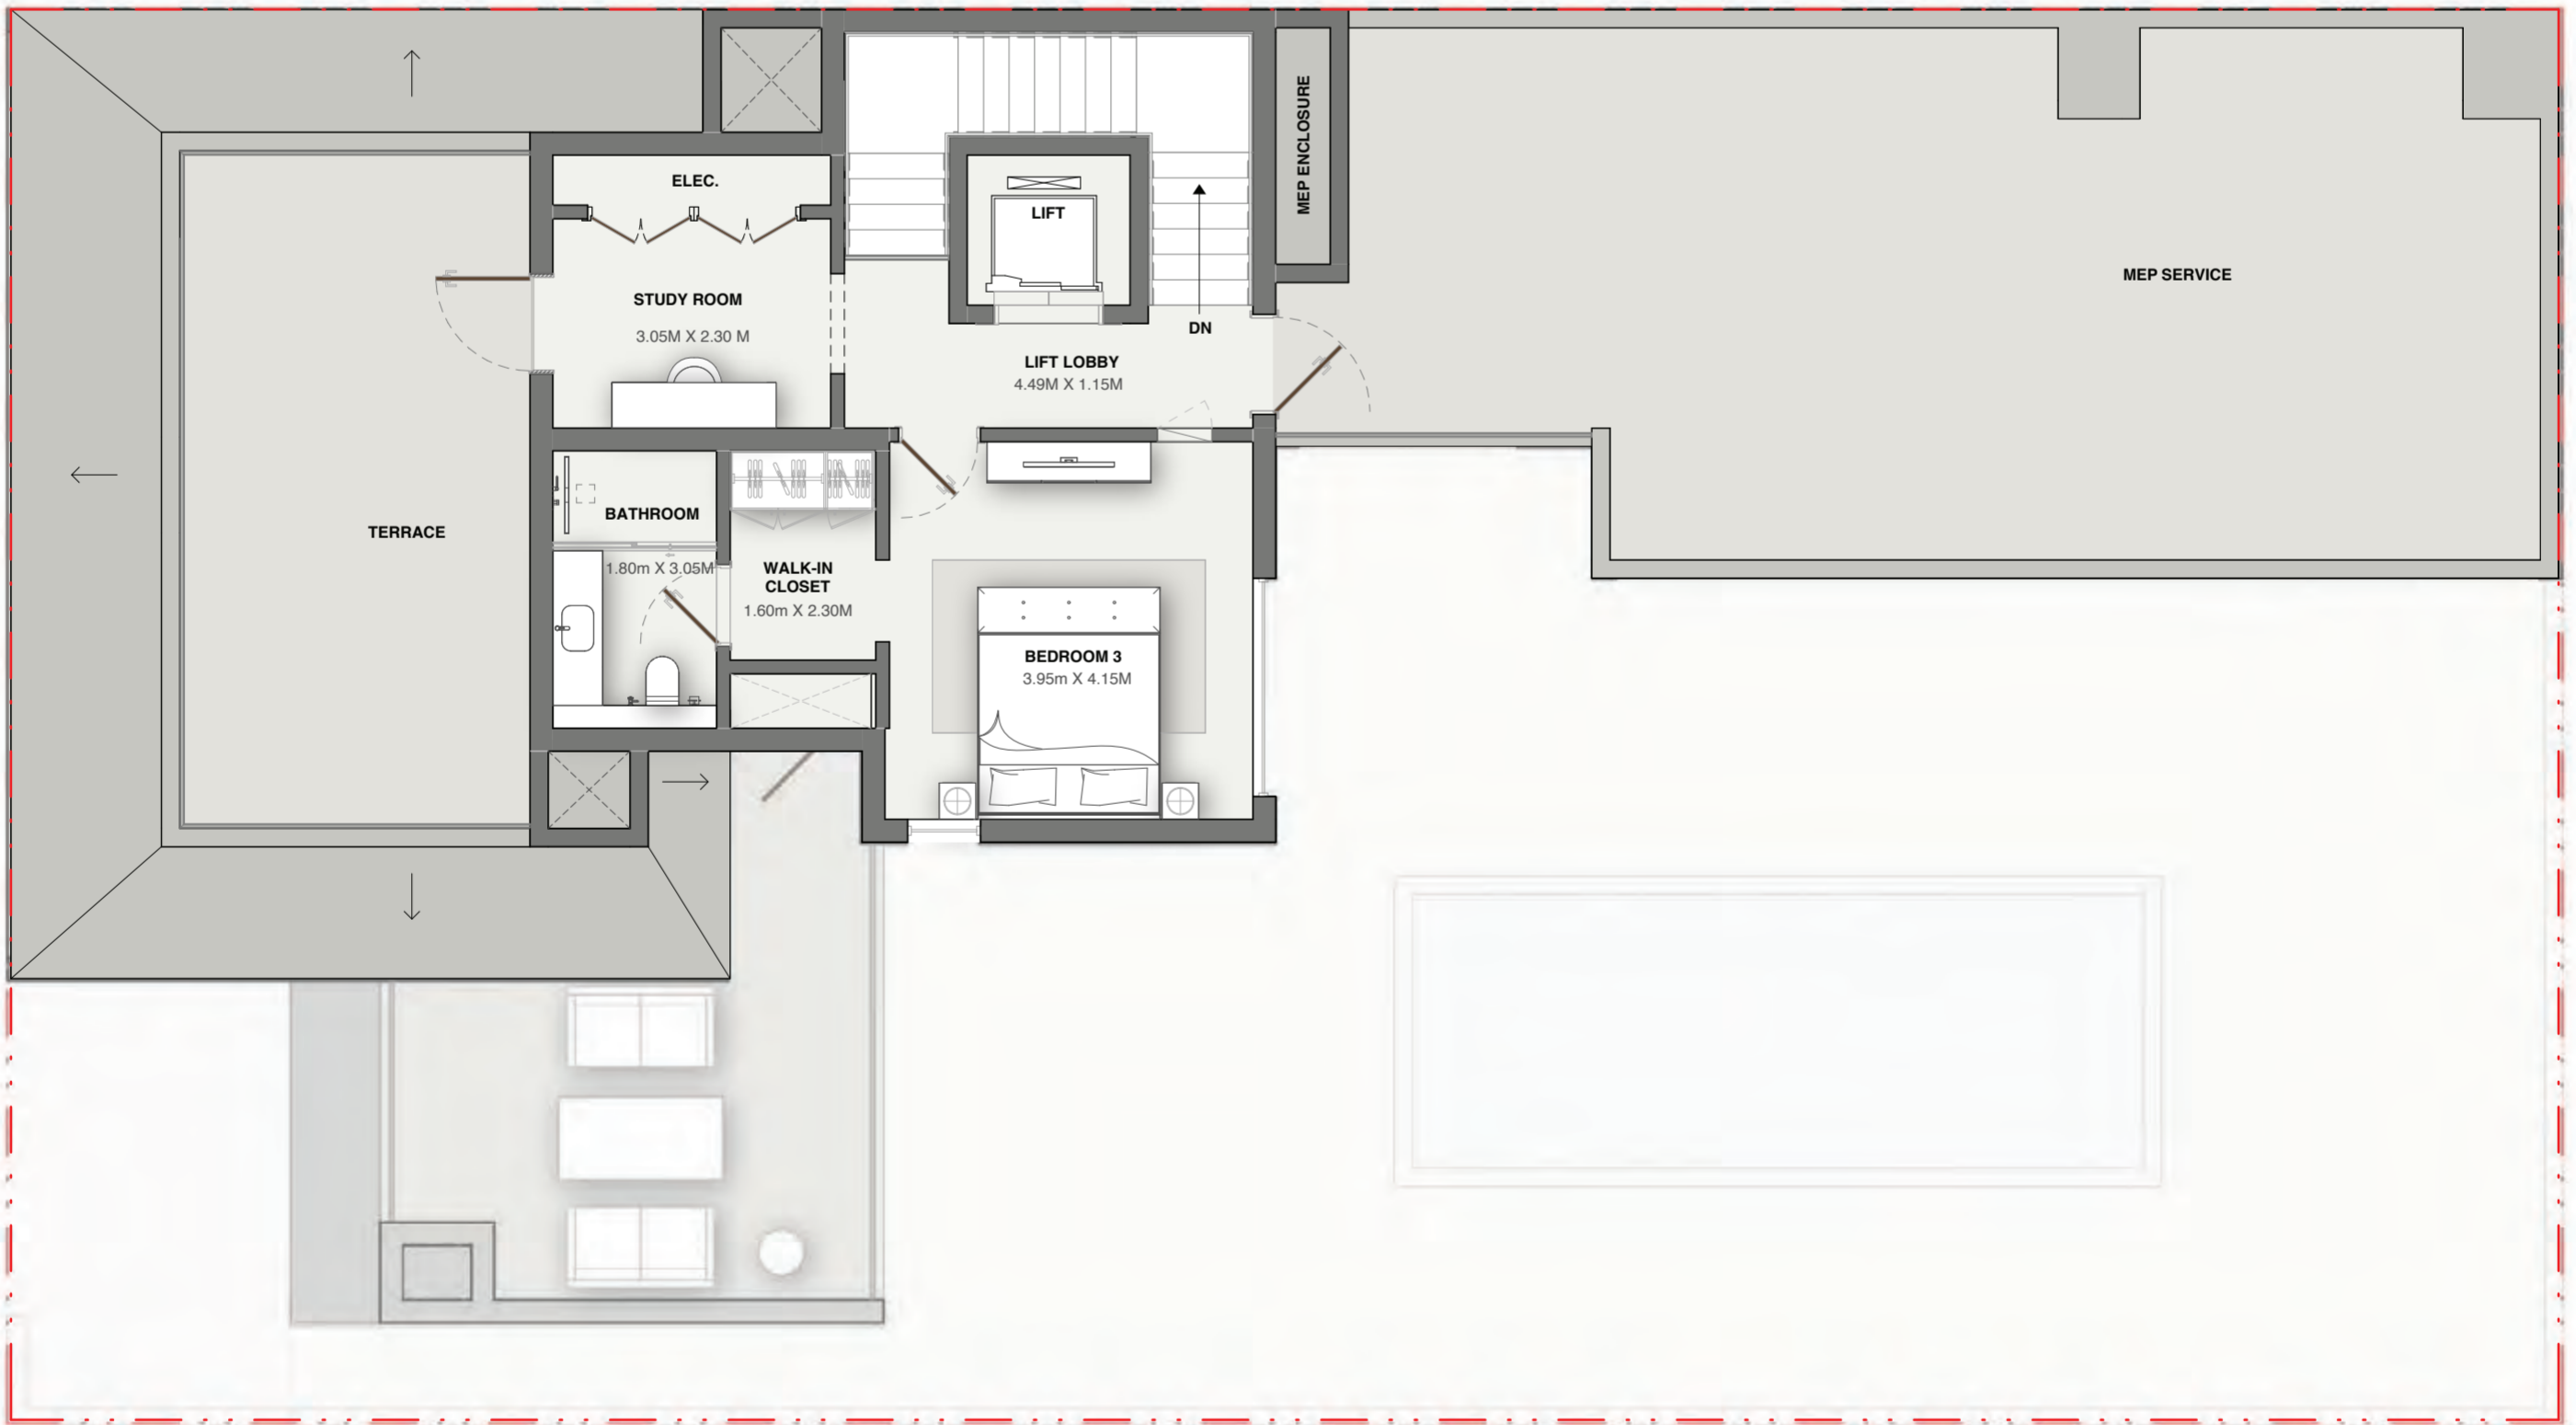 MEP ENCLOSURE
ELEC.
LIFT
MEP SERVICE
STUDY ROOM
3.05M X 2.30 M
DN
LIFT LOBBY
4.49M X 1.15M
TERRACE
BATHROOM
1.80m X 3.05M
WALK-IN
CLOSET
1.60m X 2.30M
BEDROOM 3
3.95m X 4.15M